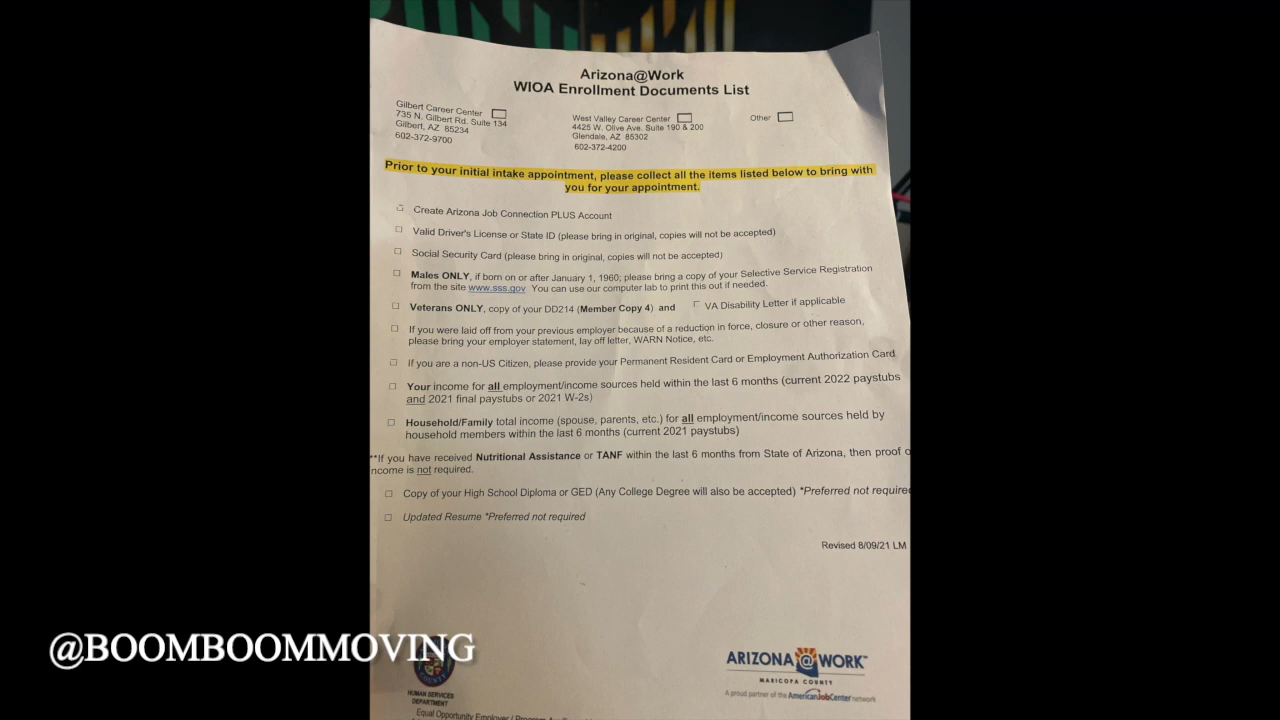 Arizona@Work
WIOA Enrollment Documents List
Gilbert Career Center
735 N. Gilbert Rd. Suite 134
Gilbert, AZ 85234
602-372-9700
West Valley Career Center
4425 W. Olive Ave. Suite 190 & 200
Glendale, AZ 85302
602-372-4200
Other
Prior to your initial intake appointment, please collect all the items listed below to bring with
you for your appointment.
Create Arizona Job Connection PLUS Account
Valid Driver's License or State ID (please bring in original, copies will not be accepted)
Social Security Card (please bring in original, copies will not be accepted)
Males ONLY, if born on or after January 1, 1960; please bring a copy of your Selective Service Registration
from the site www.sss.gov. You can use our computer lab to print this out if needed.
Veterans ONLY, copy of your DD214 (Member Copy 4) and VA Disability Letter if applicable
If you were laid off from your previous employer because of a reduction in force, closure or other reason,
please bring your employer statement, lay off letter, WARN Notice, etc.
If you are a non-US Citizen, please provide your Permanent Resident Card or Employment Authorization Card
Your income for all employment/income sources held within the last 6 months (current 2022 paystubs
and 2021 final paystubs or 2021 W-2s)
Household/Family total income (spouse, parents, etc.) for all employment/income sources held by
household members within the last 6 months (current 2021 paystubs)
**If you have received Nutritional Assistance or TANF within the last 6 months from State of Arizona, then proof o
ncome is not required.
Copy of your High School Diploma or GED (Any College Degree will also be accepted) *Preferred not require
Updated Resume *Preferred not required
Revised 8/09/21 LM
@BOOMBOOMMOVING
COUNTY
HUMAN SERVICES
DEPARTMENT
Equal Opportunity Employer / Program
ARIZONA@WORK™
MARICOPA COUNTY
A proud partner of the AmericanJobCenter network